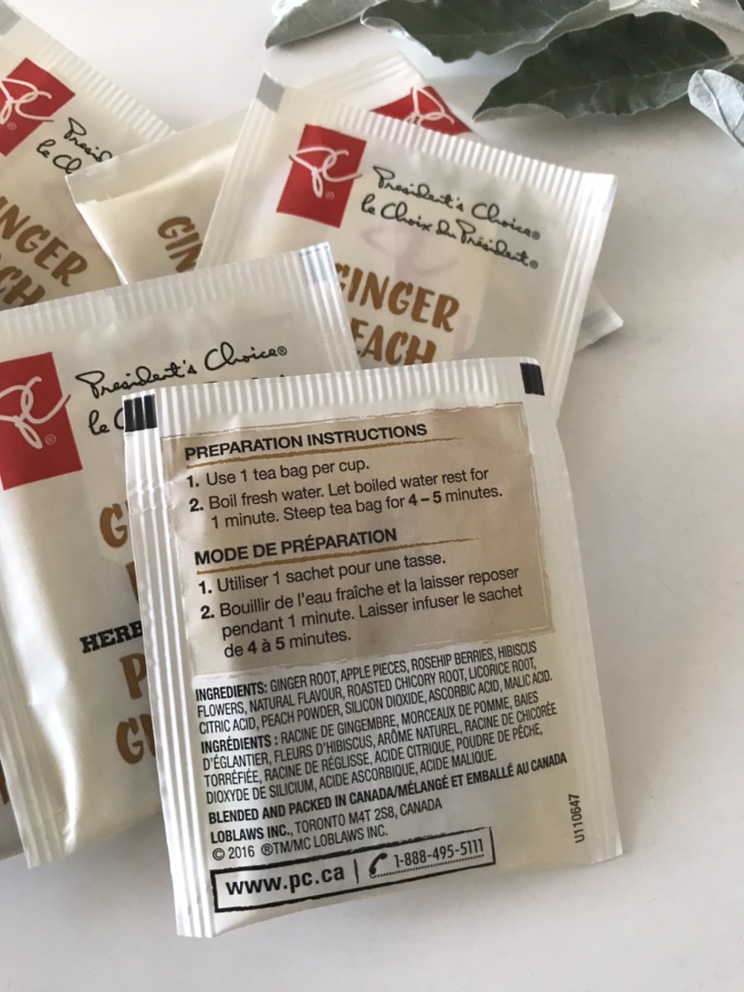 President's Choice®
le Choix du Président®
GINGER
President's Choice®
le
HERB
PREPARATION INSTRUCTIONS
1. Use 1 tea bag per cup.
2. Boil fresh water. Let boiled water rest for
1 minute. Steep tea bag for 4 – 5 minutes.
MODE DE PRÉPARATION
1. Utiliser 1 sachet pour une tasse.
2. Bouillir de l'eau fraîche et la laisser reposer
pendant 1 minute. Laisser infuser le sachet
de 4 à 5 minutes.
INGREDIENTS: GINGER ROOT, APPLE PIECES, ROSEHIP BERRIES, HIBISCUS
FLOWERS, NATURAL FLAVOUR, ROASTED CHICORY ROOT, LICORICE ROOT,
CITRIC ACID, PEACH POWDER, SILICON DIOXIDE, ASCORBIC ACID, MALIC ACID.
INGRÉDIENTS : RACINE DE GINGEMBRE, MORCEAUX DE POMME, BAIES
D'ÉGLANTIER, FLEURS D'HIBISCUS, ARÔME NATUREL, RACINE DE CHICORÉE
TORRÉFIÉE, RACINE DE RÉGLISSE, ACIDE CITRIQUE, POUDRE DE PÊCHE,
DIOXYDE DE SILICIUM, ACIDE ASCORBIQUE, ACIDE MALIQUE.
BLENDED AND PACKED IN CANADA/MÉLANGÉ ET EMBALLÉ AU CANADA
LOBLAWS INC., TORONTO M4T 2S8, CANADA
© 2016 ®TM/MC LOBLAWS INC.
www.pc.ca | 1-888-495-5111
U110647